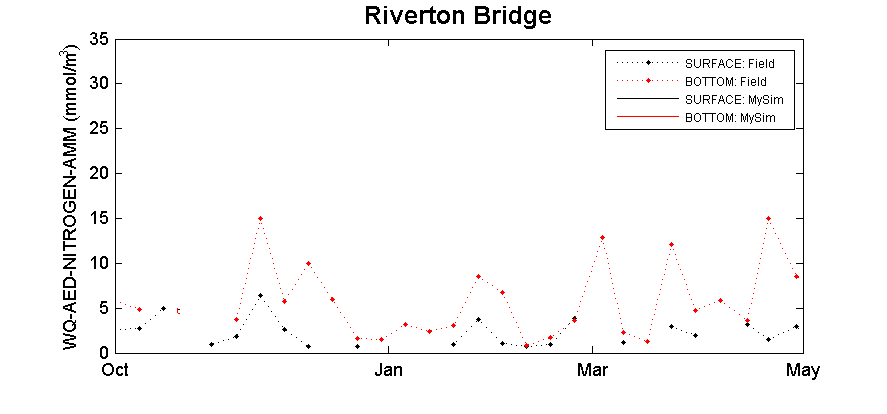 Riverton Bridge
WQ-AED-NITROGEN-AMM (mmol/m³)
35
30
25
20
15
10
5
0
Oct
Jan
Mar
May
SURFACE: Field
BOTTOM: Field
SURFACE: MySim
BOTTOM: MySim
t